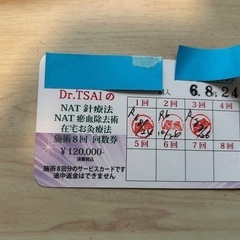 Dr.TSAIの
NAT 針療法
NAT 瘀血除去術
在宅お灸療法
施術8回 回数券
¥120,000-
消費税込
施術8回分のサービスカードです
途中返金はできません
人
6.8.24
1回 2回 3回 4回
5回 6回 7回 8回